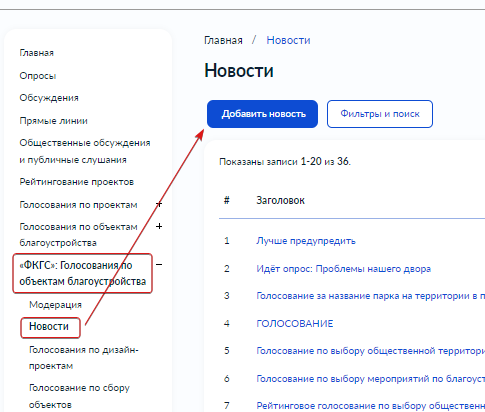 Главная
Опросы
Обсуждения
Прямые линии
Общественные обсуждения
и публичные слушания
Рейтингование проектов
Голосования по проектам +
Голосования по объектам +
благоустройства
«ФКГС»: Голосования по −
объектам благоустройства
Модерация
Новости
Голосования по дизайн-
проектам
Голосование по сбору
объектов
Главная / Новости
Новости
Добавить новость Фильтры и поиск
Показаны записи 1-20 из 36.
# Заголовок
1 Лучше предупредить
2 Идёт опрос: Проблемы нашего двора
3 Голосование за название парка на территории в п
4 ГОЛОСОВАНИЕ
5 Голосование по выбору общественной территори
6 Голосование по выбору мероприятий по благоуст
7 Рейтинговое голосование по выбору обществен